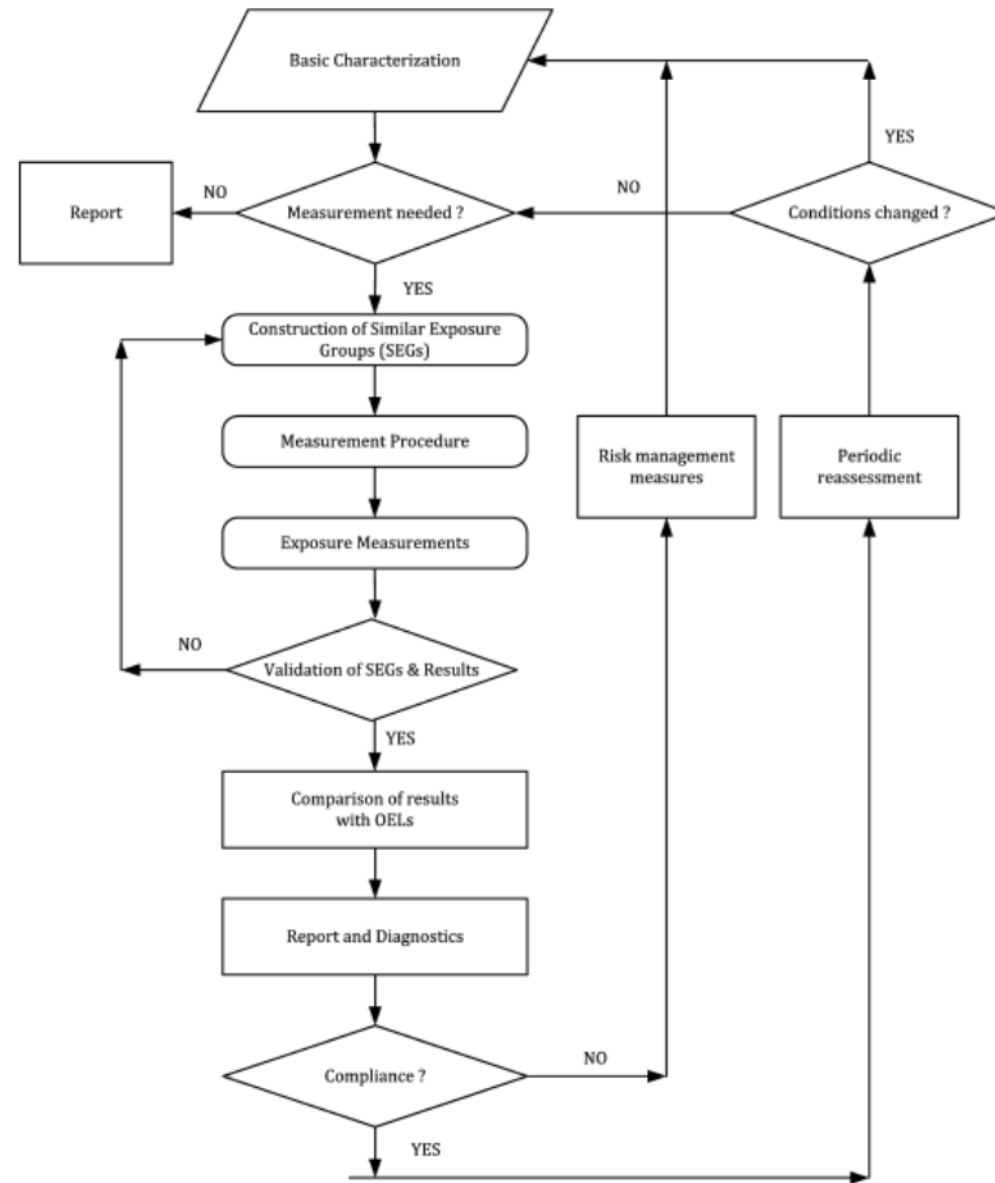 Basic Characterization
YES
NO
NO
Report
Measurement needed ?
Conditions changed ?
YES
Construction of Similar Exposure
Groups (SEGs)
Measurement Procedure
Risk management
measures
Periodic
reassessment
Exposure Measurements
NO
Validation of SEGs & Results
YES
Comparison of results
with OELs
Report and Diagnostics
NO
Compliance ?
YES